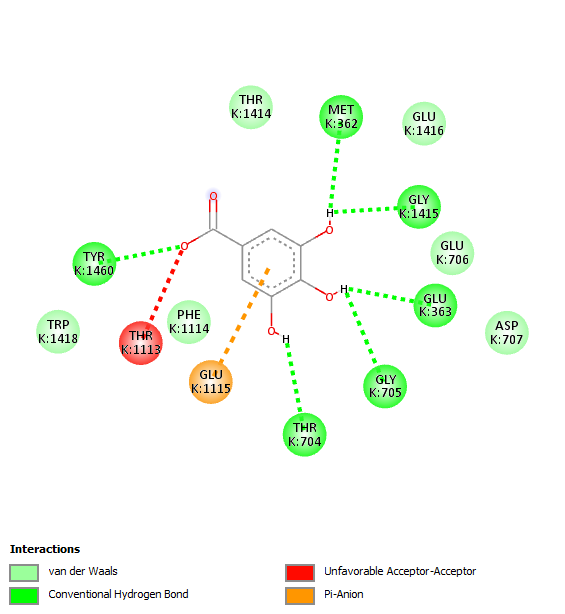 THR
K:1414
MET
K:362
GLU
K:1416
O
H
GLY
K:1415
O
O
TYR
K:1460
GLU
K:706
O
H
GLU
K:363
PHE
K:1114
TRP
K:1418
THR
K:1113
ASP
K:707
O
H
GLU
K:1115
GLY
K:705
THR
K:704
Interactions
van der Waals
Conventional Hydrogen Bond
Unfavorable Acceptor-Acceptor
Pi-Anion